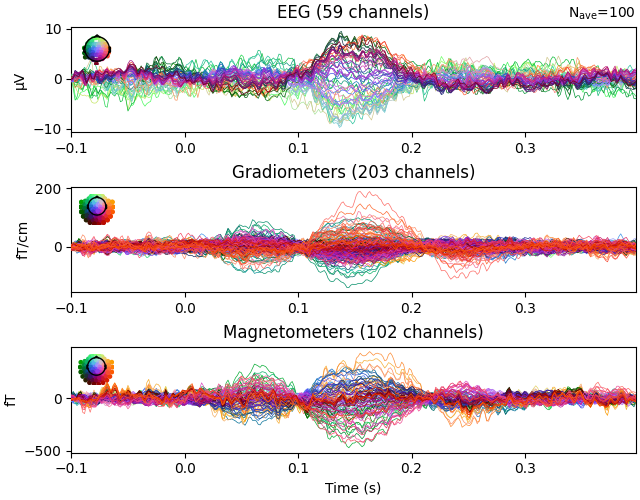 EEG (59 channels)
Nave=100
10
0
−10
µV
−0.1 0.0 0.1 0.2 0.3
Gradiometers (203 channels)
200
0
fT/cm
−0.1 0.0 0.1 0.2 0.3
Magnetometers (102 channels)
0
−500
fT
−0.1 0.0 0.1 0.2 0.3
Time (s)